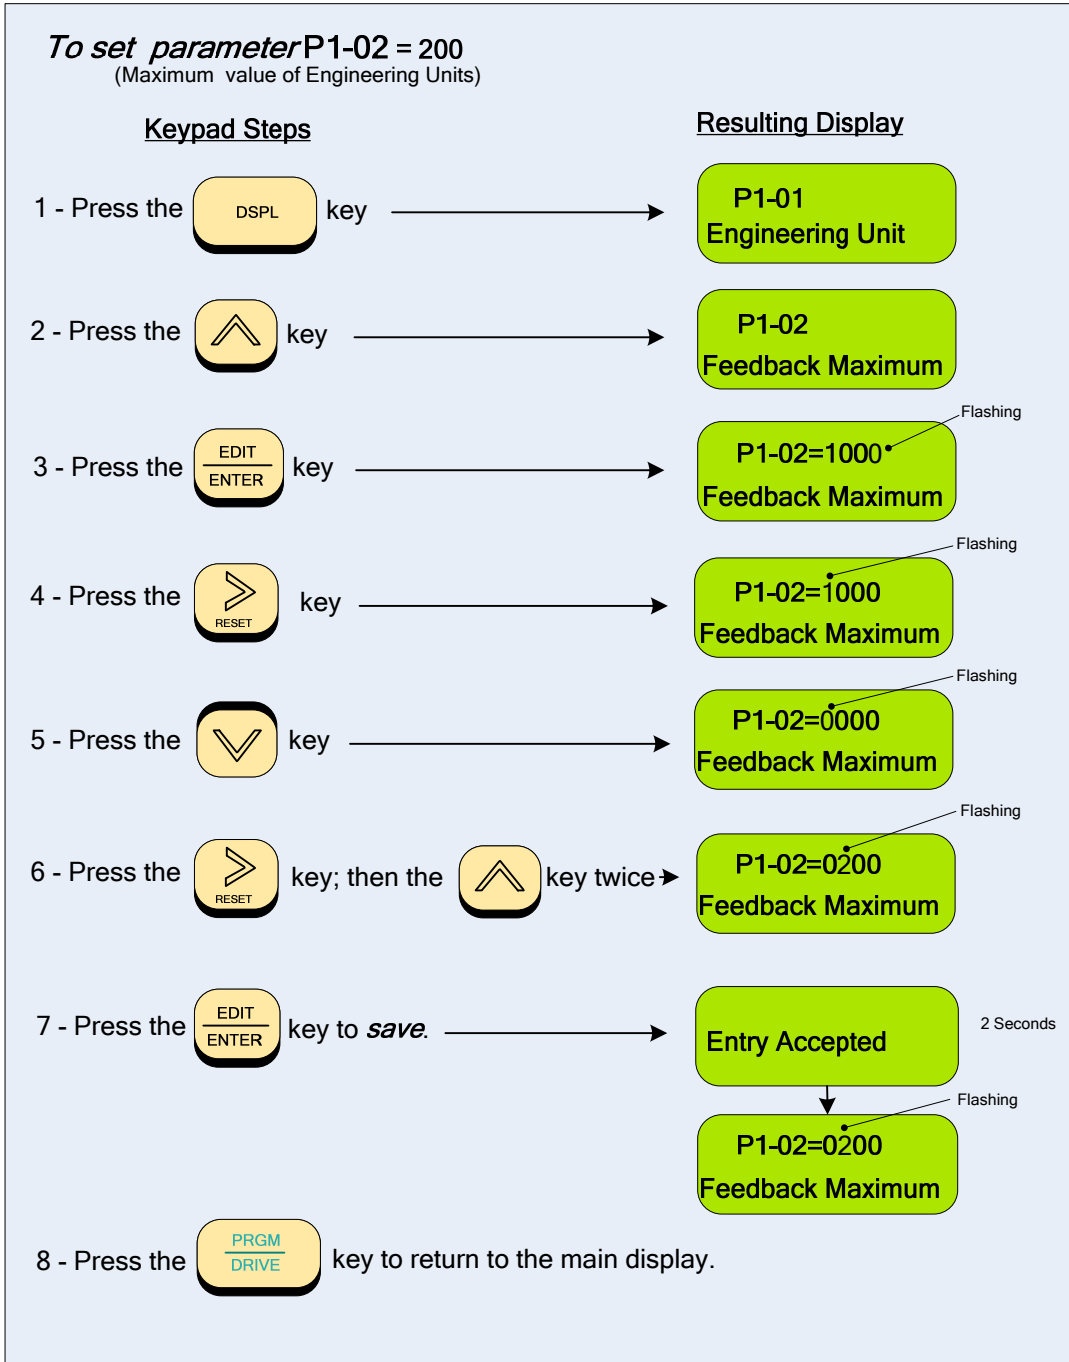 To set parameter P1-02 = 200
(Maximum value of Engineering Units)
Keypad Steps
Resulting Display
1 - Press the DSPL key
P1-01
Engineering Unit
2 - Press the key
P1-02
Feedback Maximum
3 - Press the EDIT ENTER key
Flashing
P1-02=1000
Feedback Maximum
4 - Press the RESET key
Flashing
P1-02=1000
Feedback Maximum
5 - Press the key
Flashing
P1-02=0000
Feedback Maximum
6 - Press the RESET key; then the key twice
Flashing
P1-02=0200
Feedback Maximum
7 - Press the EDIT ENTER key to save.
Entry Accepted
2 Seconds
Flashing
P1-02=0200
Feedback Maximum
8 - Press the PRGM DRIVE key to return to the main display.